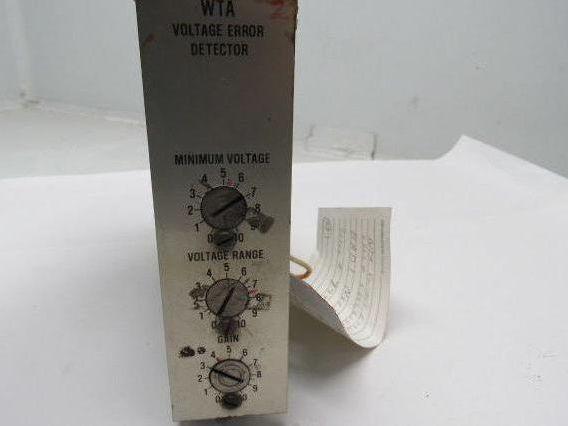 WTA
VOLTAGE ERROR
DETECTOR
MINIMUM VOLTAGE
0 1 2 3 4 5 6 7 8 9 10
VOLTAGE RANGE
0 1 2 3 4 5 6 7 8 9 10
GAIN
0 1 2 3 4 5 6 7 8 9 10